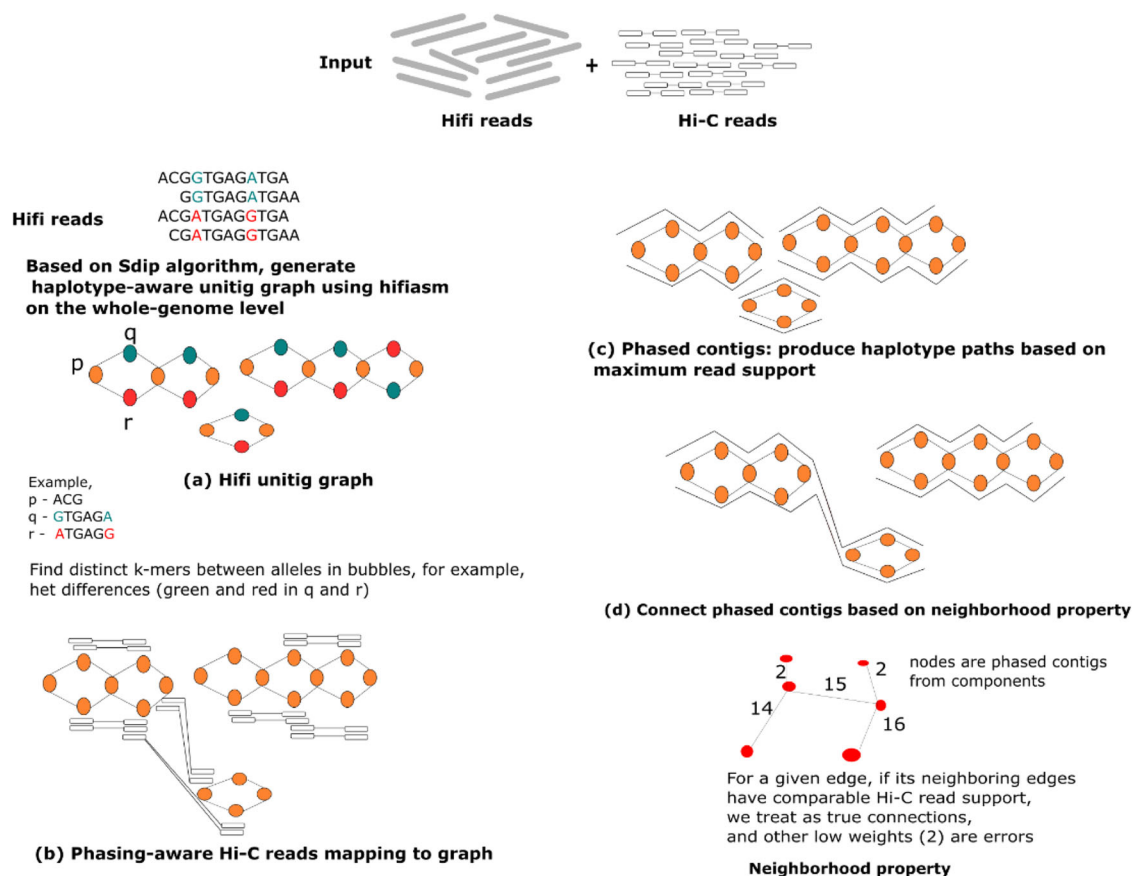 Input
+
Hifi reads
Hi-C reads
ACGGTGAGATGA
GGTGAGATGAA
Hifi reads
ACGATGAGGTGA
CGATGAGGTGAA
Based on Sdip algorithm, generate
haplotype-aware unitig graph using hifiasm
on the whole-genome level
q
p
r
(a) Hifi unitig graph
Example,
p - ACG
q - GTGAGA
r - ATGAGG
Find distinct k-mers between alleles in bubbles, for example,
het differences (green and red in q and r)
(b) Phasing-aware Hi-C reads mapping to graph
(c) Phased contigs: produce haplotype paths based on
maximum read support
(d) Connect phased contigs based on neighborhood property
2
15
2
14
16
nodes are phased contigs
from components
For a given edge, if its neighboring edges
have comparable Hi-C read support,
we treat as true connections,
and other low weights (2) are errors
Neighborhood property